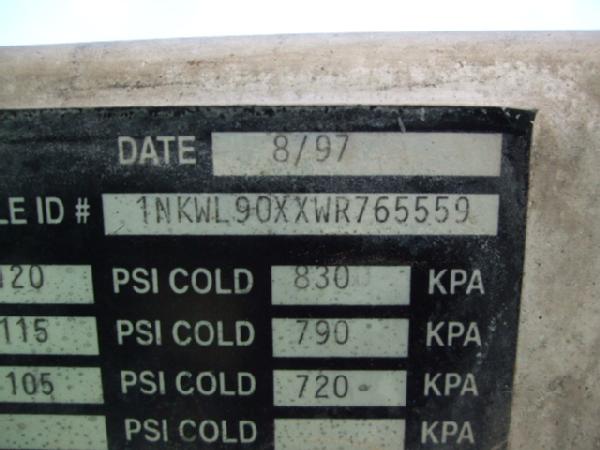 DATE 8/97
LE ID # 1NKWL90XXWR765559
120 PSI COLD 830 KPA
115 PSI COLD 790 KPA
105 PSI COLD 720 KPA
PSI COLD KPA